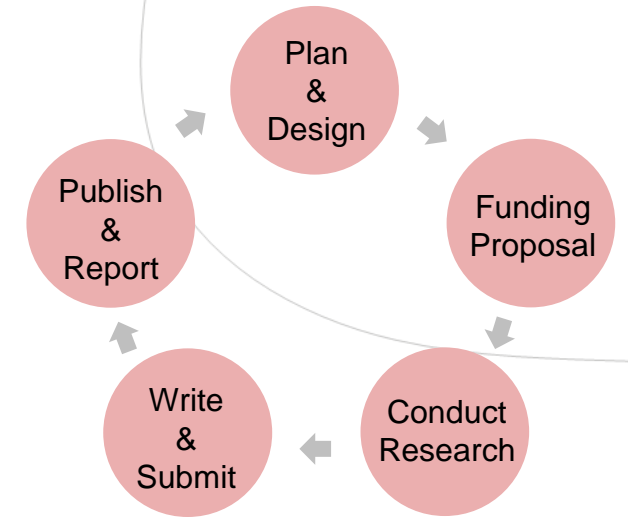 Plan
&
Design
Funding
Proposal
Conduct
Research
Write
&
Submit
Publish
&
Report